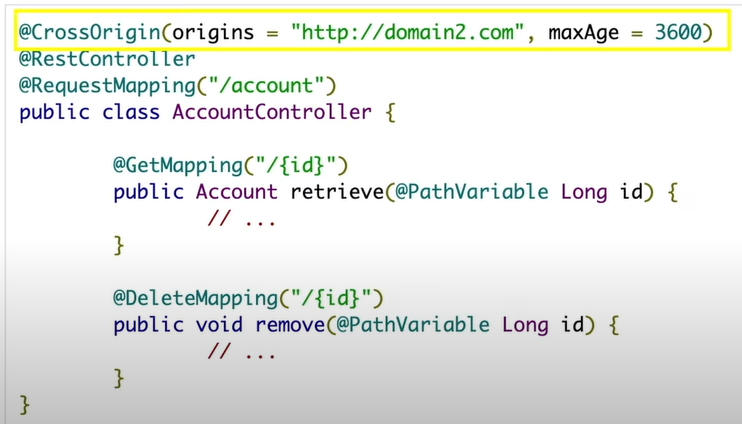 @CrossOrigin(origins = "http://domain2.com", maxAge = 3600)
@RestController
@RequestMapping("/account")
public class AccountController {
@GetMapping("/{id}")
public Account retrieve(@PathVariable Long id) {
// ...
}
@DeleteMapping("/{id}")
public void remove(@PathVariable Long id) {
// ...
}
}